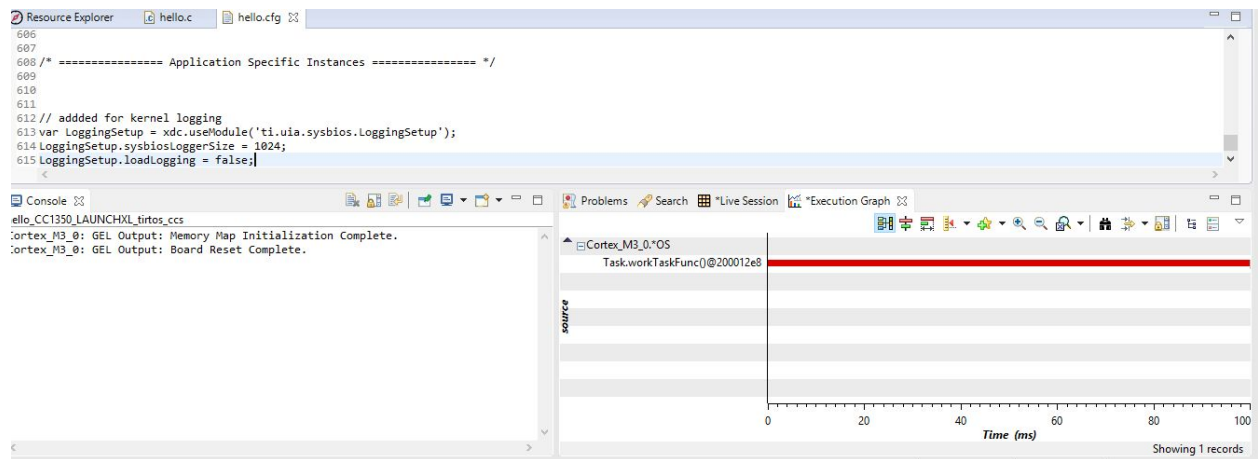 Resource Explorer hello.c hello.cfg
606
607
608 /* ================ Application Specific Instances ================ */
609
610
611
612 // addded for kernel logging
613 var LoggingSetup = xdc.useModule('ti.uia.sysbios.LoggingSetup');
614 LoggingSetup.sysbiosLoggerSize = 1024;
615 LoggingSetup.loadLogging = false;
Console
ello_CC1350_LAUNCHXL_tirtos_ccs
Cortex_M3_0: GEL Output: Memory Map Initialization Complete.
Cortex_M3_0: GEL Output: Board Reset Complete.
Problems Search *Live Session *Execution Graph
Cortex_M3_0.*OS
Task.workTaskFunc()@200012e8
source
0 20 40 60 80 100
Time (ms)
Showing 1 records